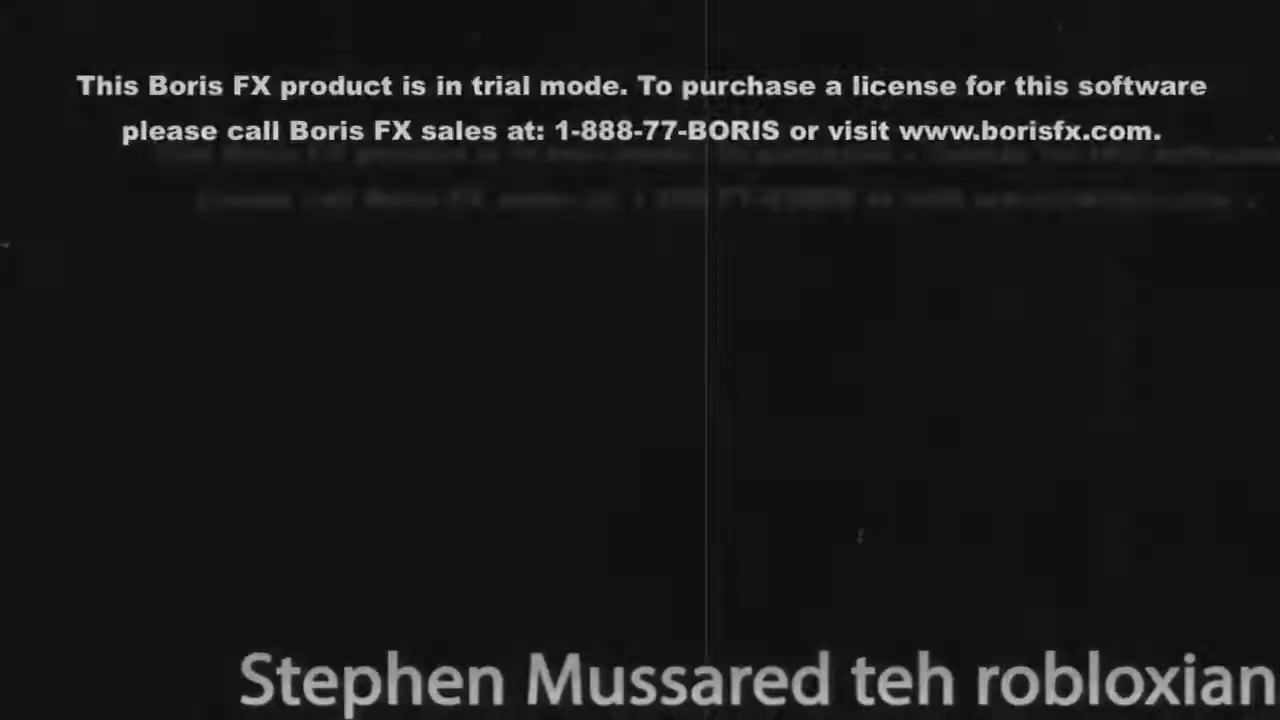 This Boris FX product is in trial mode. To purchase a license for this software
please call Boris FX sales at: 1-888-77-BORIS or visit www.borisfx.com.
Stephen Mussared teh robloxian